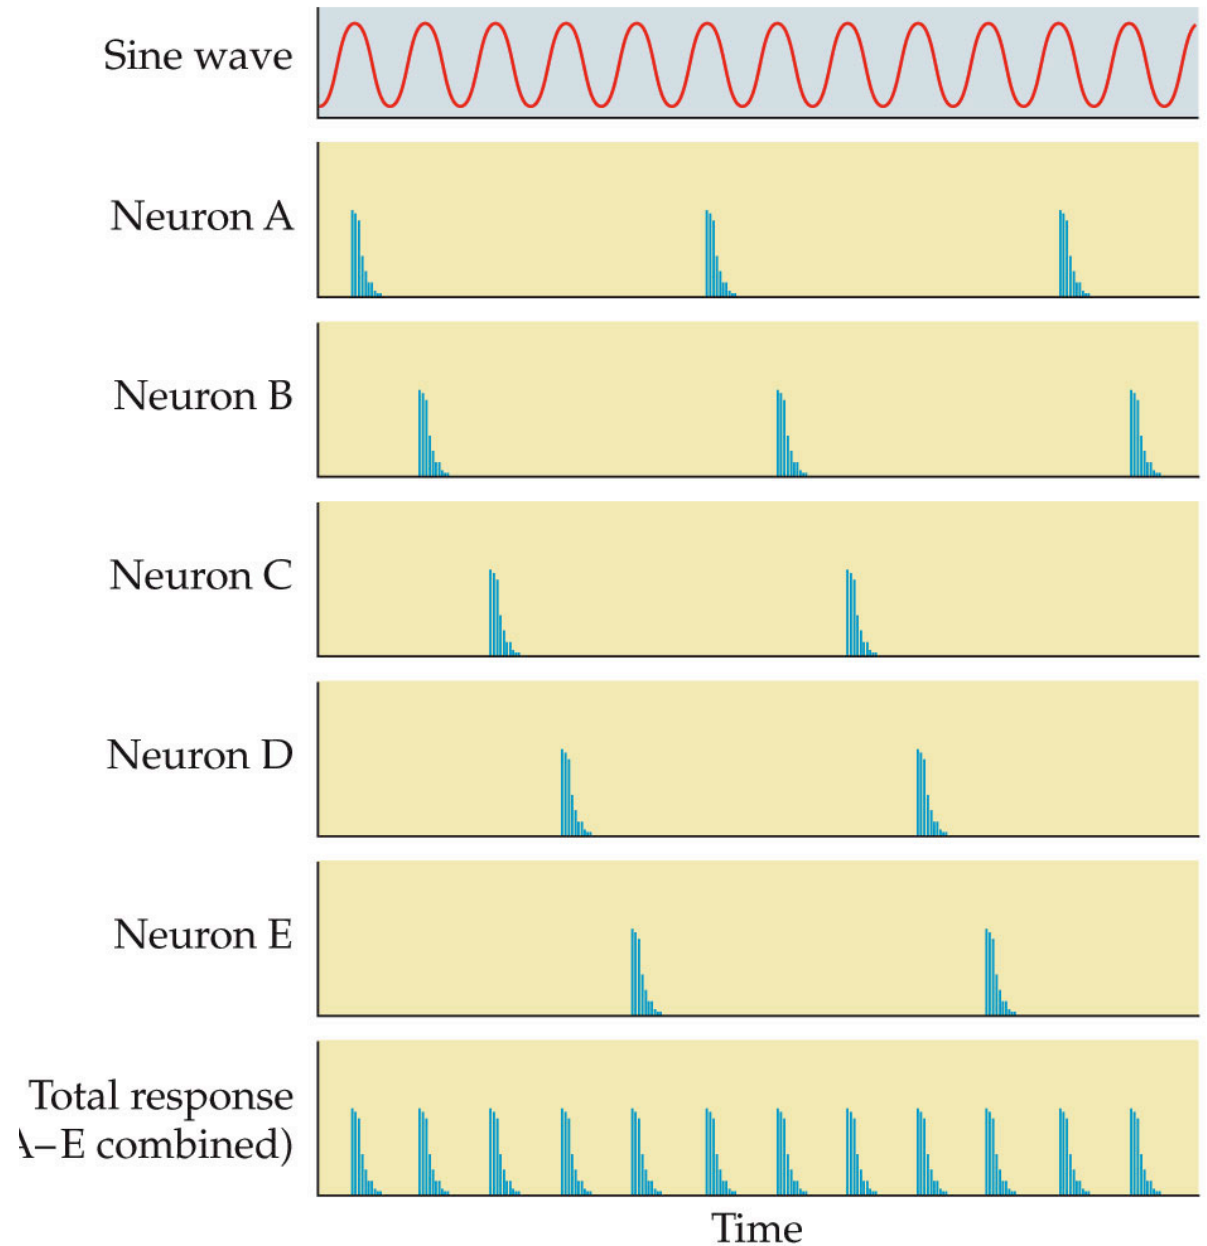 Sine wave
Neuron A
Neuron B
Neuron C
Neuron D
Neuron E
Total response
–E combined)
Time